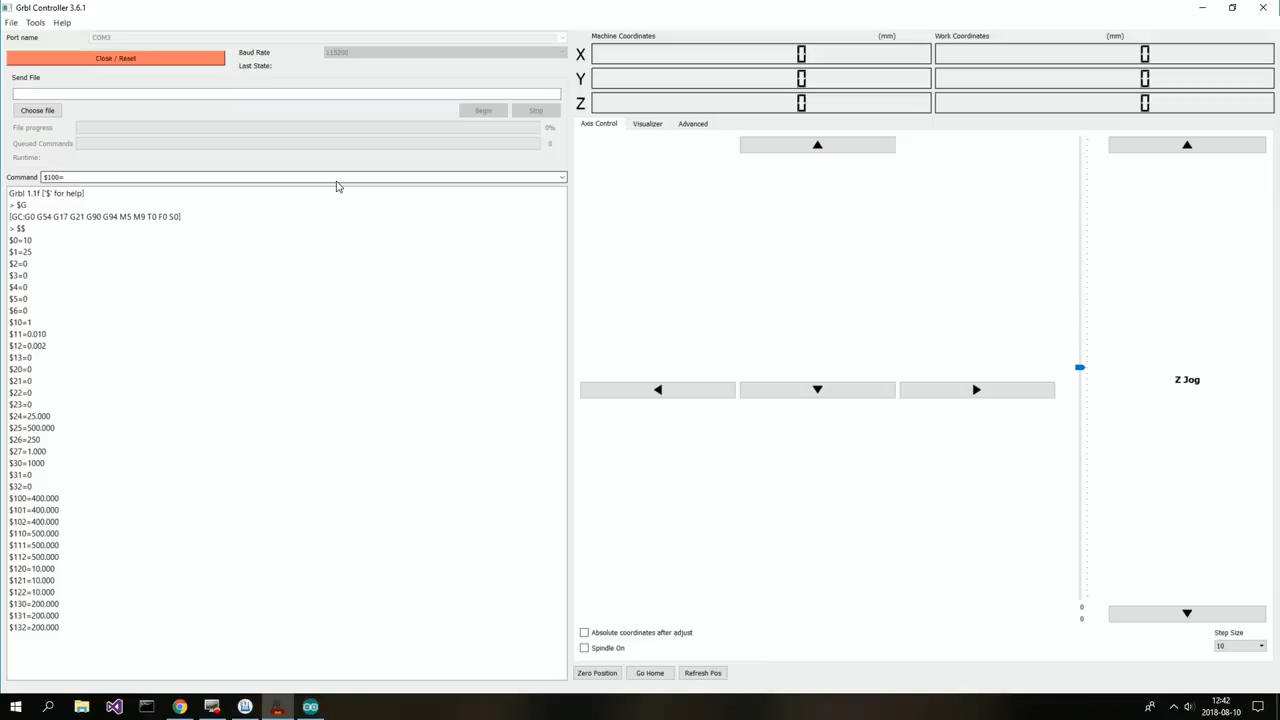 Grbl Controller 3.6.1
File Tools Help
Port name COM3
Close / Reset
Baud Rate 115200
Last State:
Send File
Choose file
Begin Stop
File progress 0%
Queued Commands 0
Runtime:
Command $100=
Grbl 1.1f ['$' for help]
> $G
[GC:G0 G54 G17 G21 G90 G94 M5 M9 T0 F0 S0]
> $$
$0=10
$1=25
$2=0
$3=0
$4=0
$5=0
$6=0
$10=1
$11=0.010
$12=0.002
$13=0
$20=0
$21=0
$22=0
$23=0
$24=25.000
$25=500.000
$26=250
$27=1.000
$30=1000
$31=0
$32=0
$100=400.000
$101=400.000
$102=400.000
$110=500.000
$111=500.000
$112=500.000
$120=10.000
$121=10.000
$122=10.000
$130=200.000
$131=200.000
$132=200.000
Machine Coordinates (mm) Work Coordinates (mm)
X 0 0
Y 0 0
Z 0 0
Axis Control Visualizer Advanced
Z Jog
0
0
Absolute coordinates after adjust
Spindle On
Step Size
10
Zero Position Go Home Refresh Pos
12:42
2018-08-10